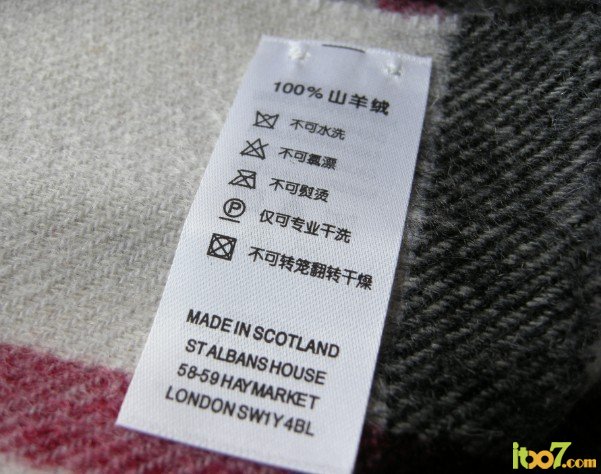 100%山羊绒
不可水洗
不可氯漂
不可熨烫
P 仅可专业干洗
不可转笼翻转干燥
MADE IN SCOTLAND
ST ALBANS HOUSE
58-59 HAYMARKET
LONDON SW1Y 4BL
itbo7.com